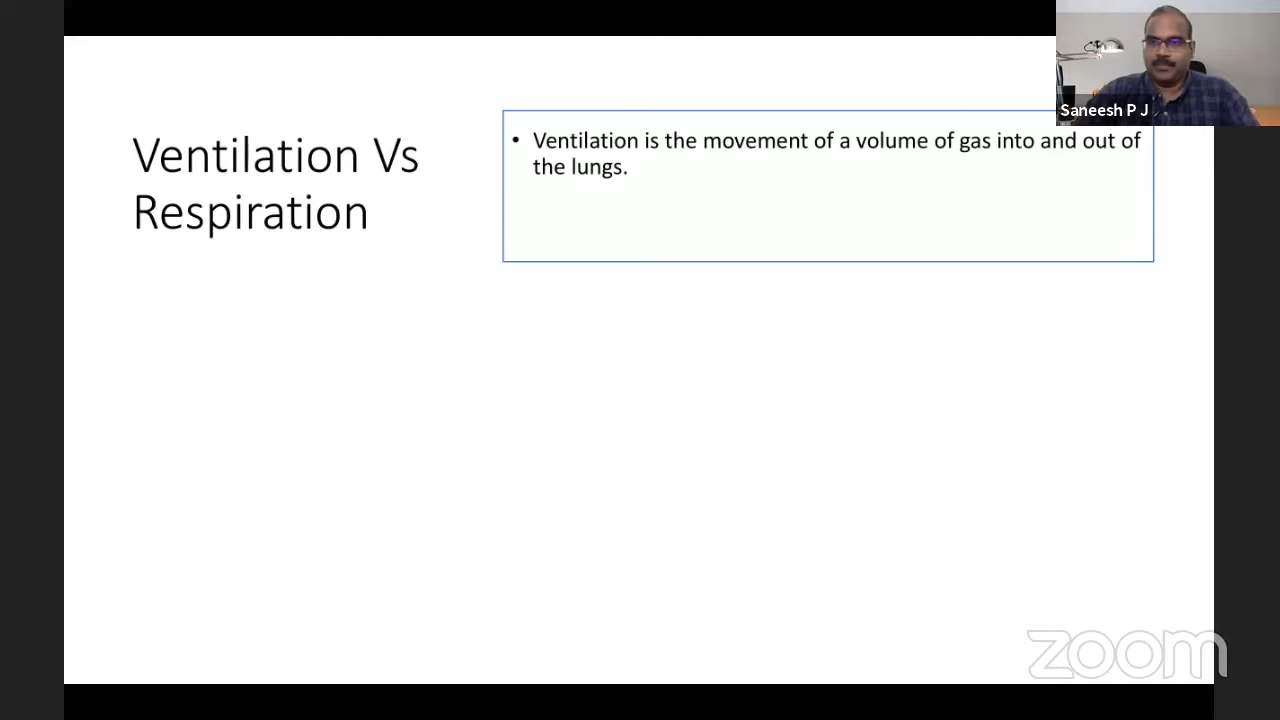 Ventilation Vs
Respiration
• Ventilation is the movement of a volume of gas into and out of
the lungs.
Saneesh P J
zoom